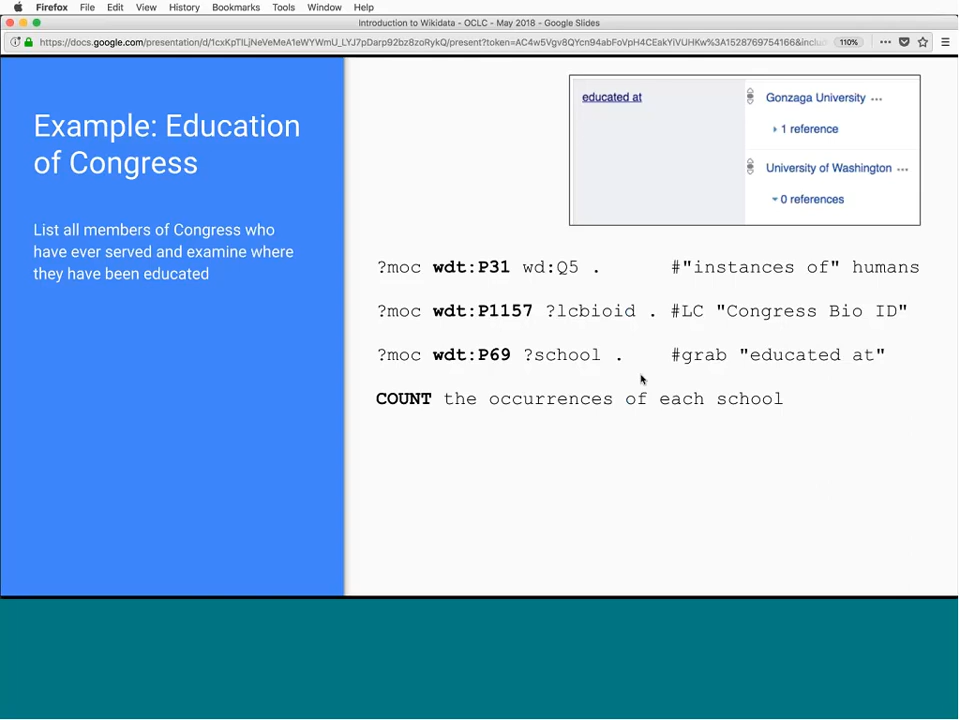 Firefox File Edit View History Bookmarks Tools Window Help
Introduction to Wikidata - OCLC - May 2018 - Google Slides
110%
Example: Education
of Congress
List all members of Congress who
have ever served and examine where
they have been educated
educated at
Gonzaga University
1 reference
University of Washington
0 references
?moc wdt:P31 wd:Q5 . #"instances of" humans
?moc wdt:P1157 ?lcbioid . #LC "Congress Bio ID"
?moc wdt:P69 ?school . #grab "educated at"
COUNT the occurrences of each school